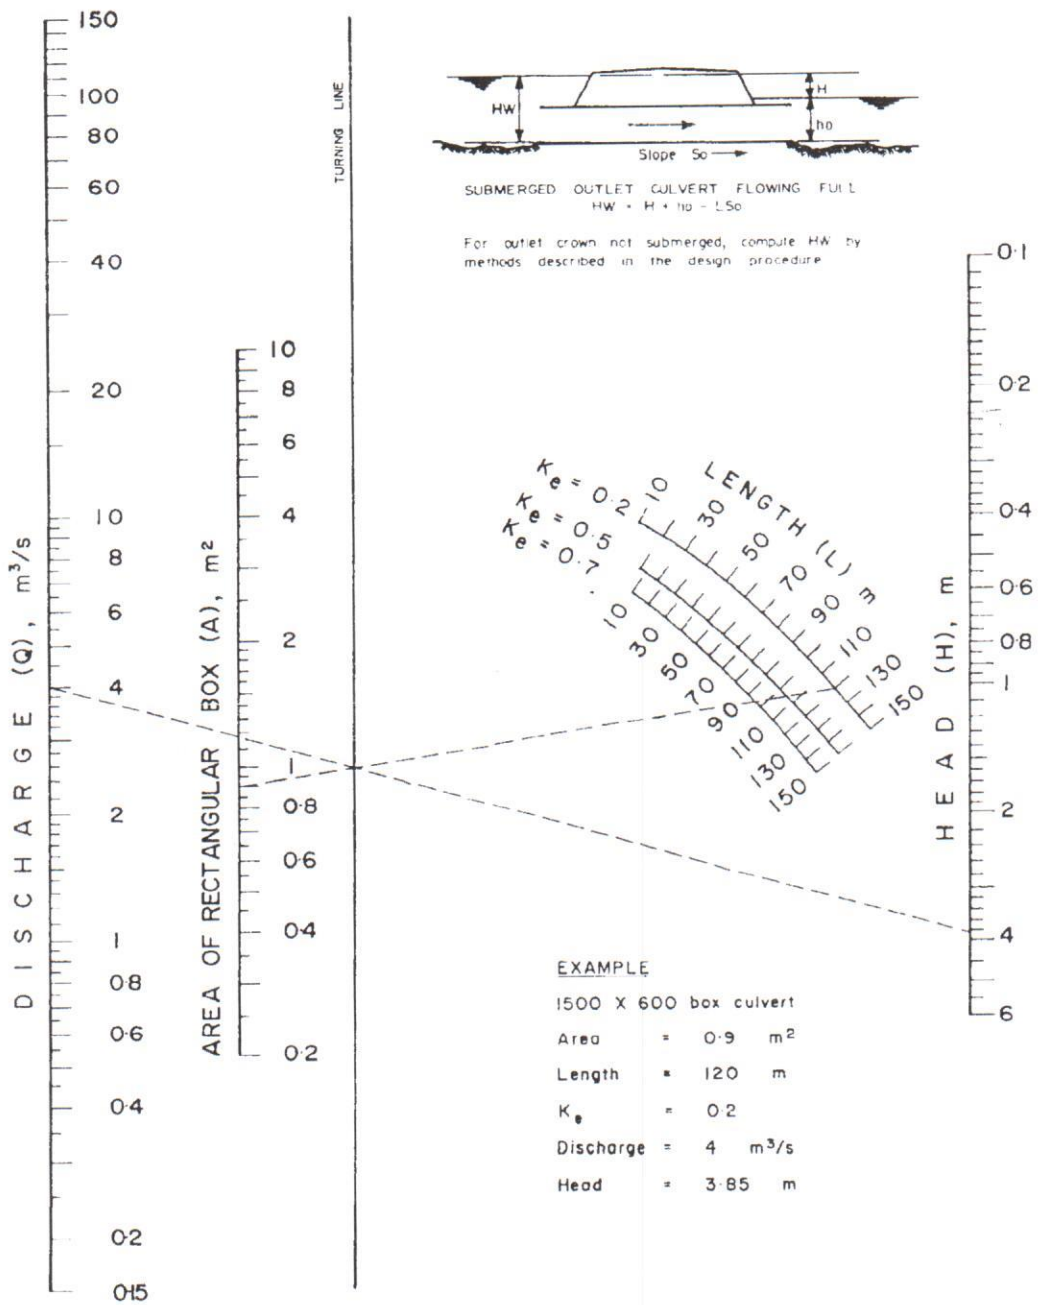 150
100
80
60
40
20
10
8
6
4
2
1
0·8
0·6
0·4
0·2
0·15
DISCHARGE (Q), m³/s
10
8
6
4
2
1
0·8
0·6
0·4
0·2
AREA OF RECTANGULAR BOX (A), m²
TURNING LINE
HW
H
ho
Slope So
SUBMERGED OUTLET CULVERT FLOWING FULL
HW = H + ho - LSo
For outlet crown not submerged, compute HW by
methods described in the design procedure
Ke = 0·2
Ke = 0·5
Ke = 0·7
LENGTH (L) m
10
30
50
70
90
110
130
150
10
30
50
70
90
110
130
150
0·1
0·2
0·4
0·6
0·8
1
2
4
6
HEAD (H), m
EXAMPLE
1500 X 600 box culvert
Area = 0·9 m²
Length = 120 m
Ke = 0·2
Discharge = 4 m³/s
Head = 3·85 m